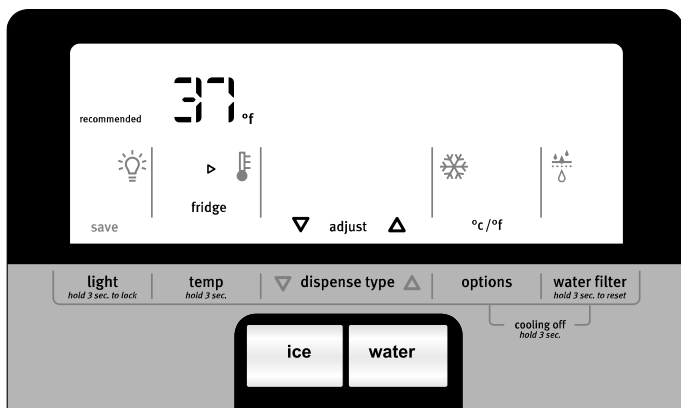 37 °f
recommended
fridge
save
adjust
°c/°f
light
hold 3 sec. to lock
temp
hold 3 sec.
dispense type
options
water filter
hold 3 sec. to reset
cooling off
hold 3 sec.
ice
water